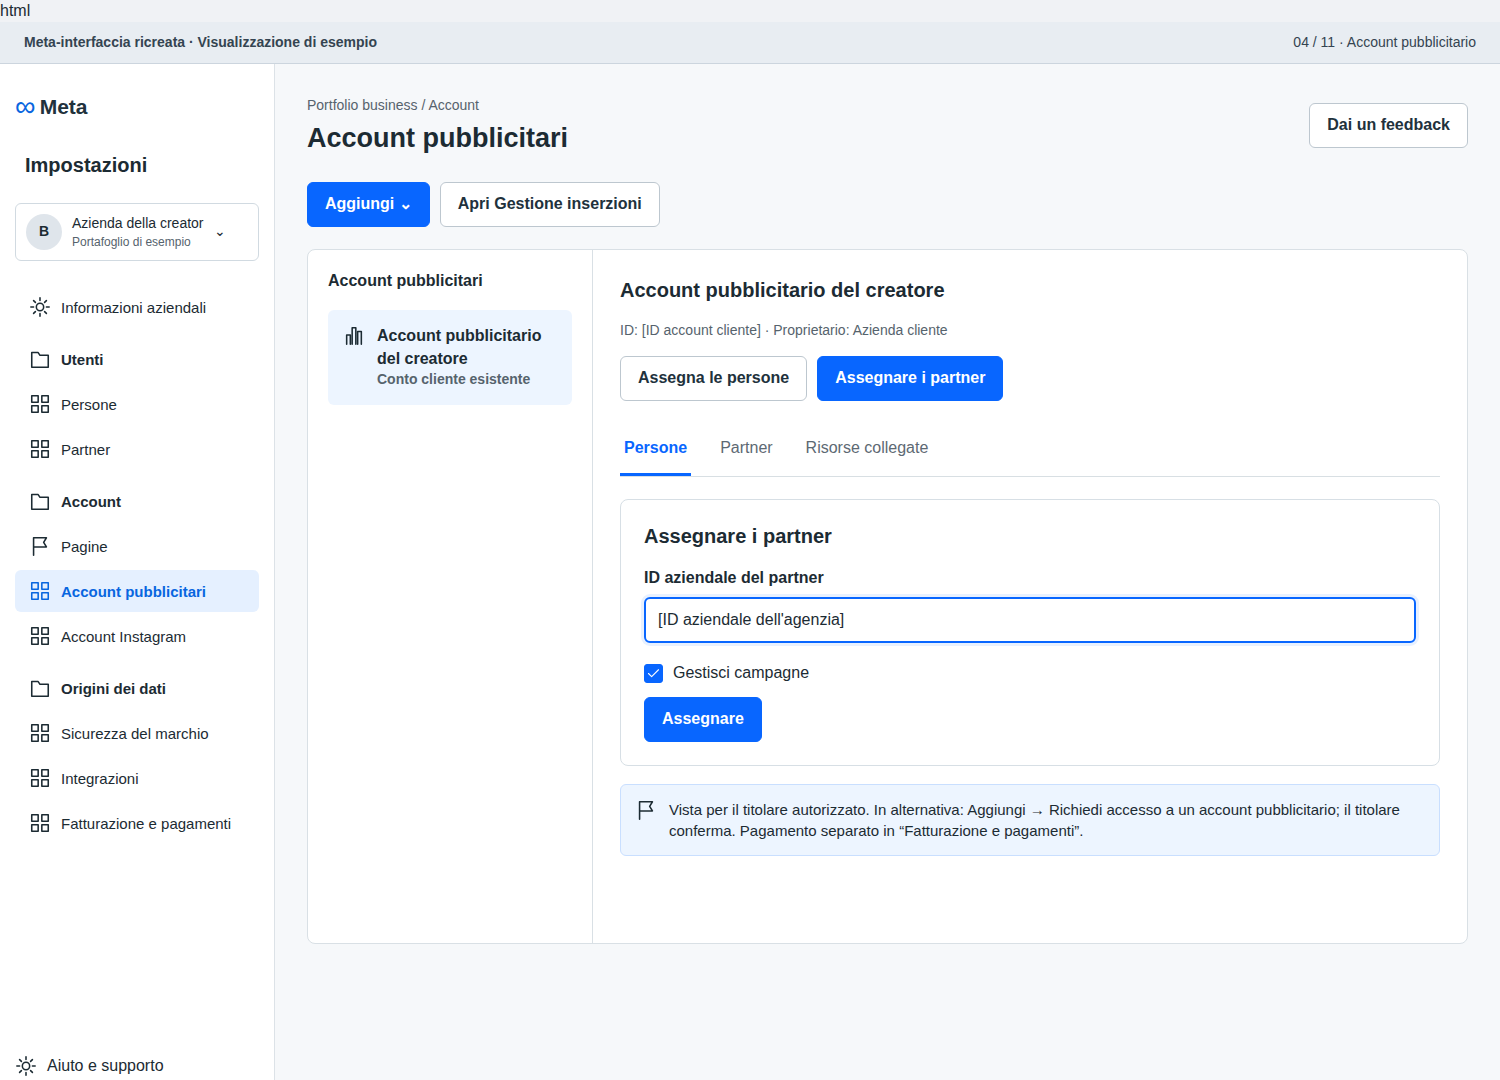 html
Meta-interfaccia ricreata · Visualizzazione di esempio
04 / 11 · Account pubblicitario
Meta
Impostazioni
B
Azienda della creator
Portafoglio di esempio
Informazioni aziendali
Utenti
Persone
Partner
Account
Pagine
Account pubblicitari
Account Instagram
Origini dei dati
Sicurezza del marchio
Integrazioni
Fatturazione e pagamenti
Aiuto e supporto
Portfolio business / Account
Account pubblicitari
Dai un feedback
Aggiungi
Apri Gestione inserzioni
Account pubblicitari
Account pubblicitario
del creatore
Conto cliente esistente
Account pubblicitario del creatore
ID: [ID account cliente] · Proprietario: Azienda cliente
Assegna le persone
Assegnare i partner
Persone
Partner
Risorse collegate
Assegnare i partner
ID aziendale del partner
[ID aziendale dell'agenzia]
Gestisci campagne
Assegnare
Vista per il titolare autorizzato. In alternativa: Aggiungi → Richiedi accesso a un account pubblicitario; il titolare
conferma. Pagamento separato in “Fatturazione e pagamenti”.